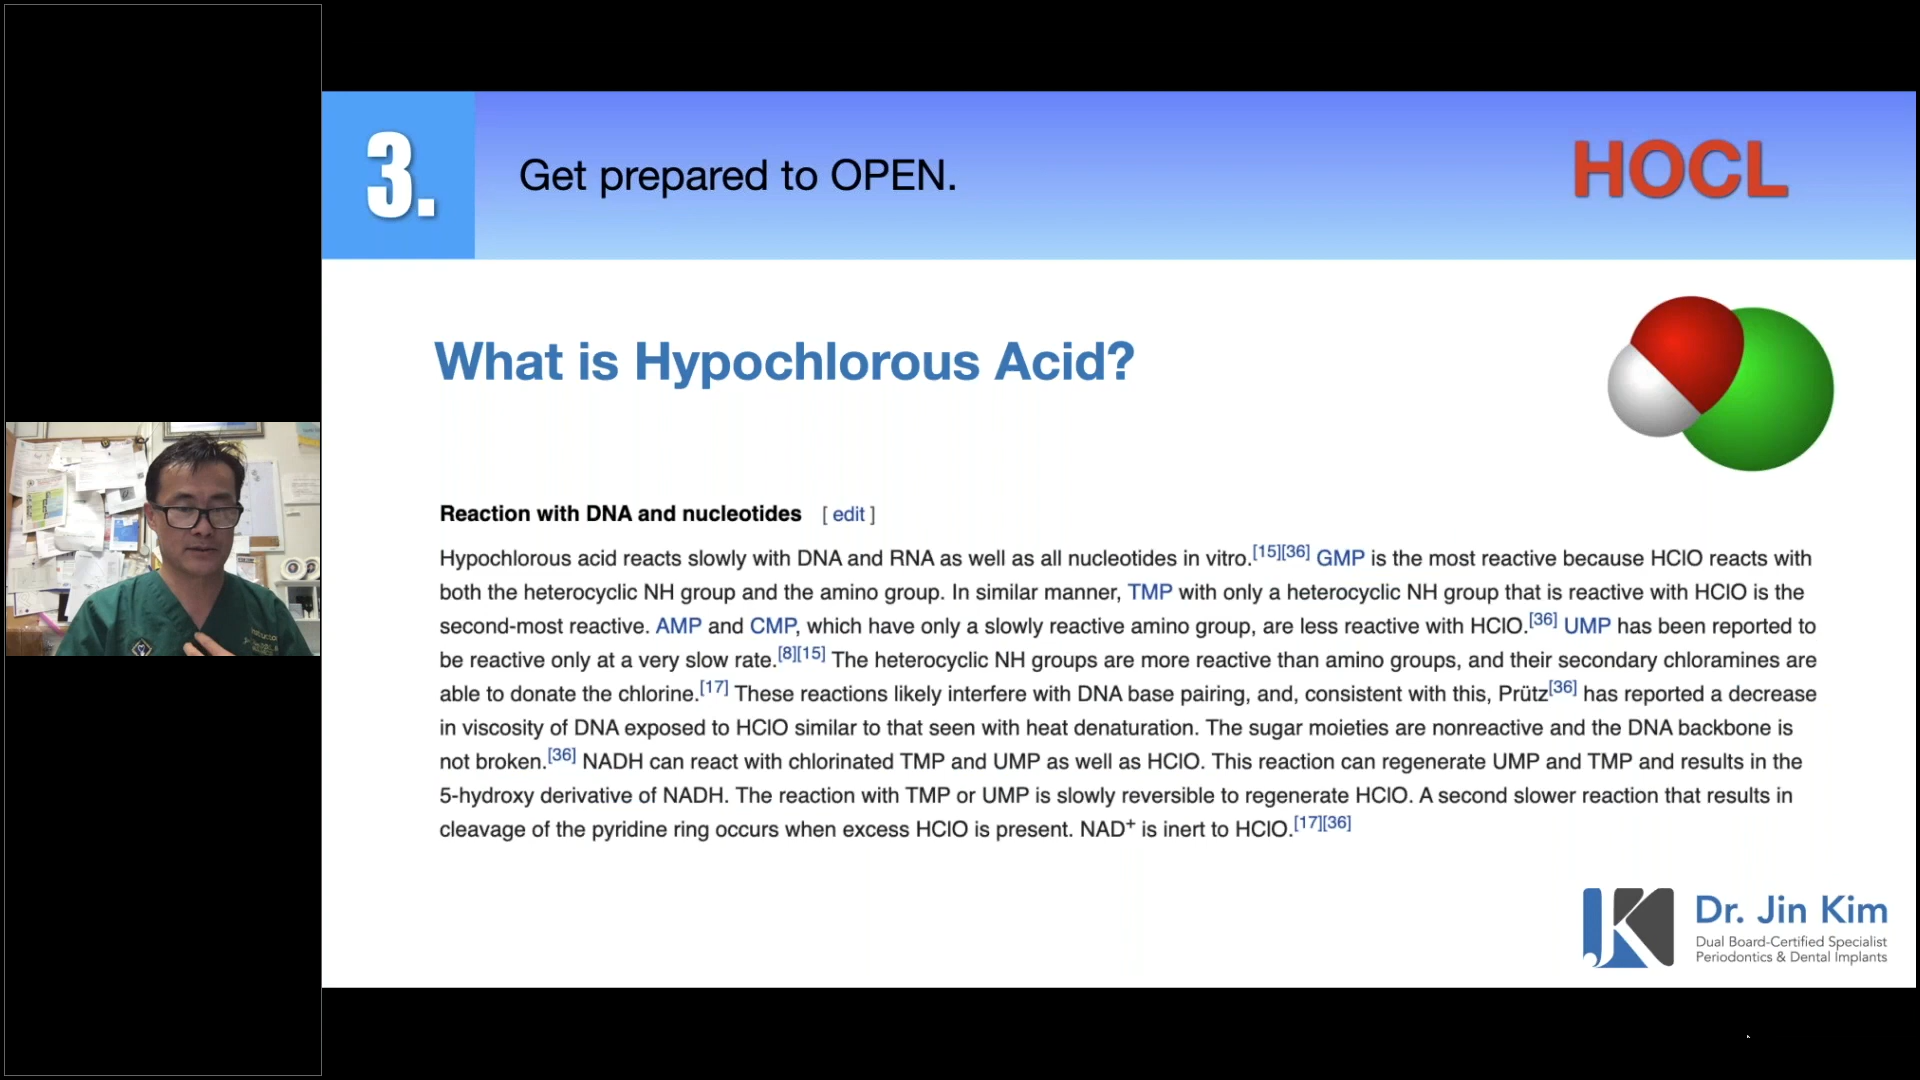 3.
Get prepared to OPEN.
HOCL
What is Hypochlorous Acid?
Reaction with DNA and nucleotides [ edit ]
Hypochlorous acid reacts slowly with DNA and RNA as well as all nucleotides in vitro.[15][36] GMP is the most reactive because HClO reacts with
both the heterocyclic NH group and the amino group. In similar manner, TMP with only a heterocyclic NH group that is reactive with HClO is the
second-most reactive. AMP and CMP, which have only a slowly reactive amino group, are less reactive with HClO.[36] UMP has been reported to
be reactive only at a very slow rate.[8][15] The heterocyclic NH groups are more reactive than amino groups, and their secondary chloramines are
able to donate the chlorine.[17] These reactions likely interfere with DNA base pairing, and, consistent with this, Prütz[36] has reported a decrease
in viscosity of DNA exposed to HClO similar to that seen with heat denaturation. The sugar moieties are nonreactive and the DNA backbone is
not broken.[36] NADH can react with chlorinated TMP and UMP as well as HClO. This reaction can regenerate UMP and TMP and results in the
5-hydroxy derivative of NADH. The reaction with TMP or UMP is slowly reversible to regenerate HClO. A second slower reaction that results in
cleavage of the pyridine ring occurs when excess HClO is present. NAD+ is inert to HClO.[17][36]
JK
Dr. Jin Kim
Dual Board-Certified Specialist
Periodontics & Dental Implants